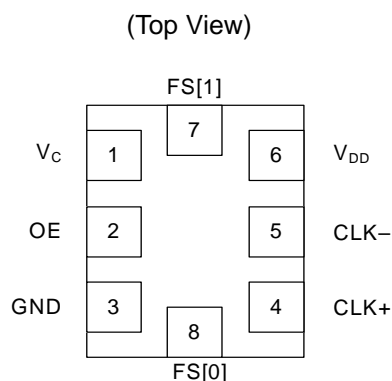 (Top View)
FS[1]
7
V_C 1 6 V_DD
OE 2 5 CLK–
GND 3 4 CLK+
8
FS[0]